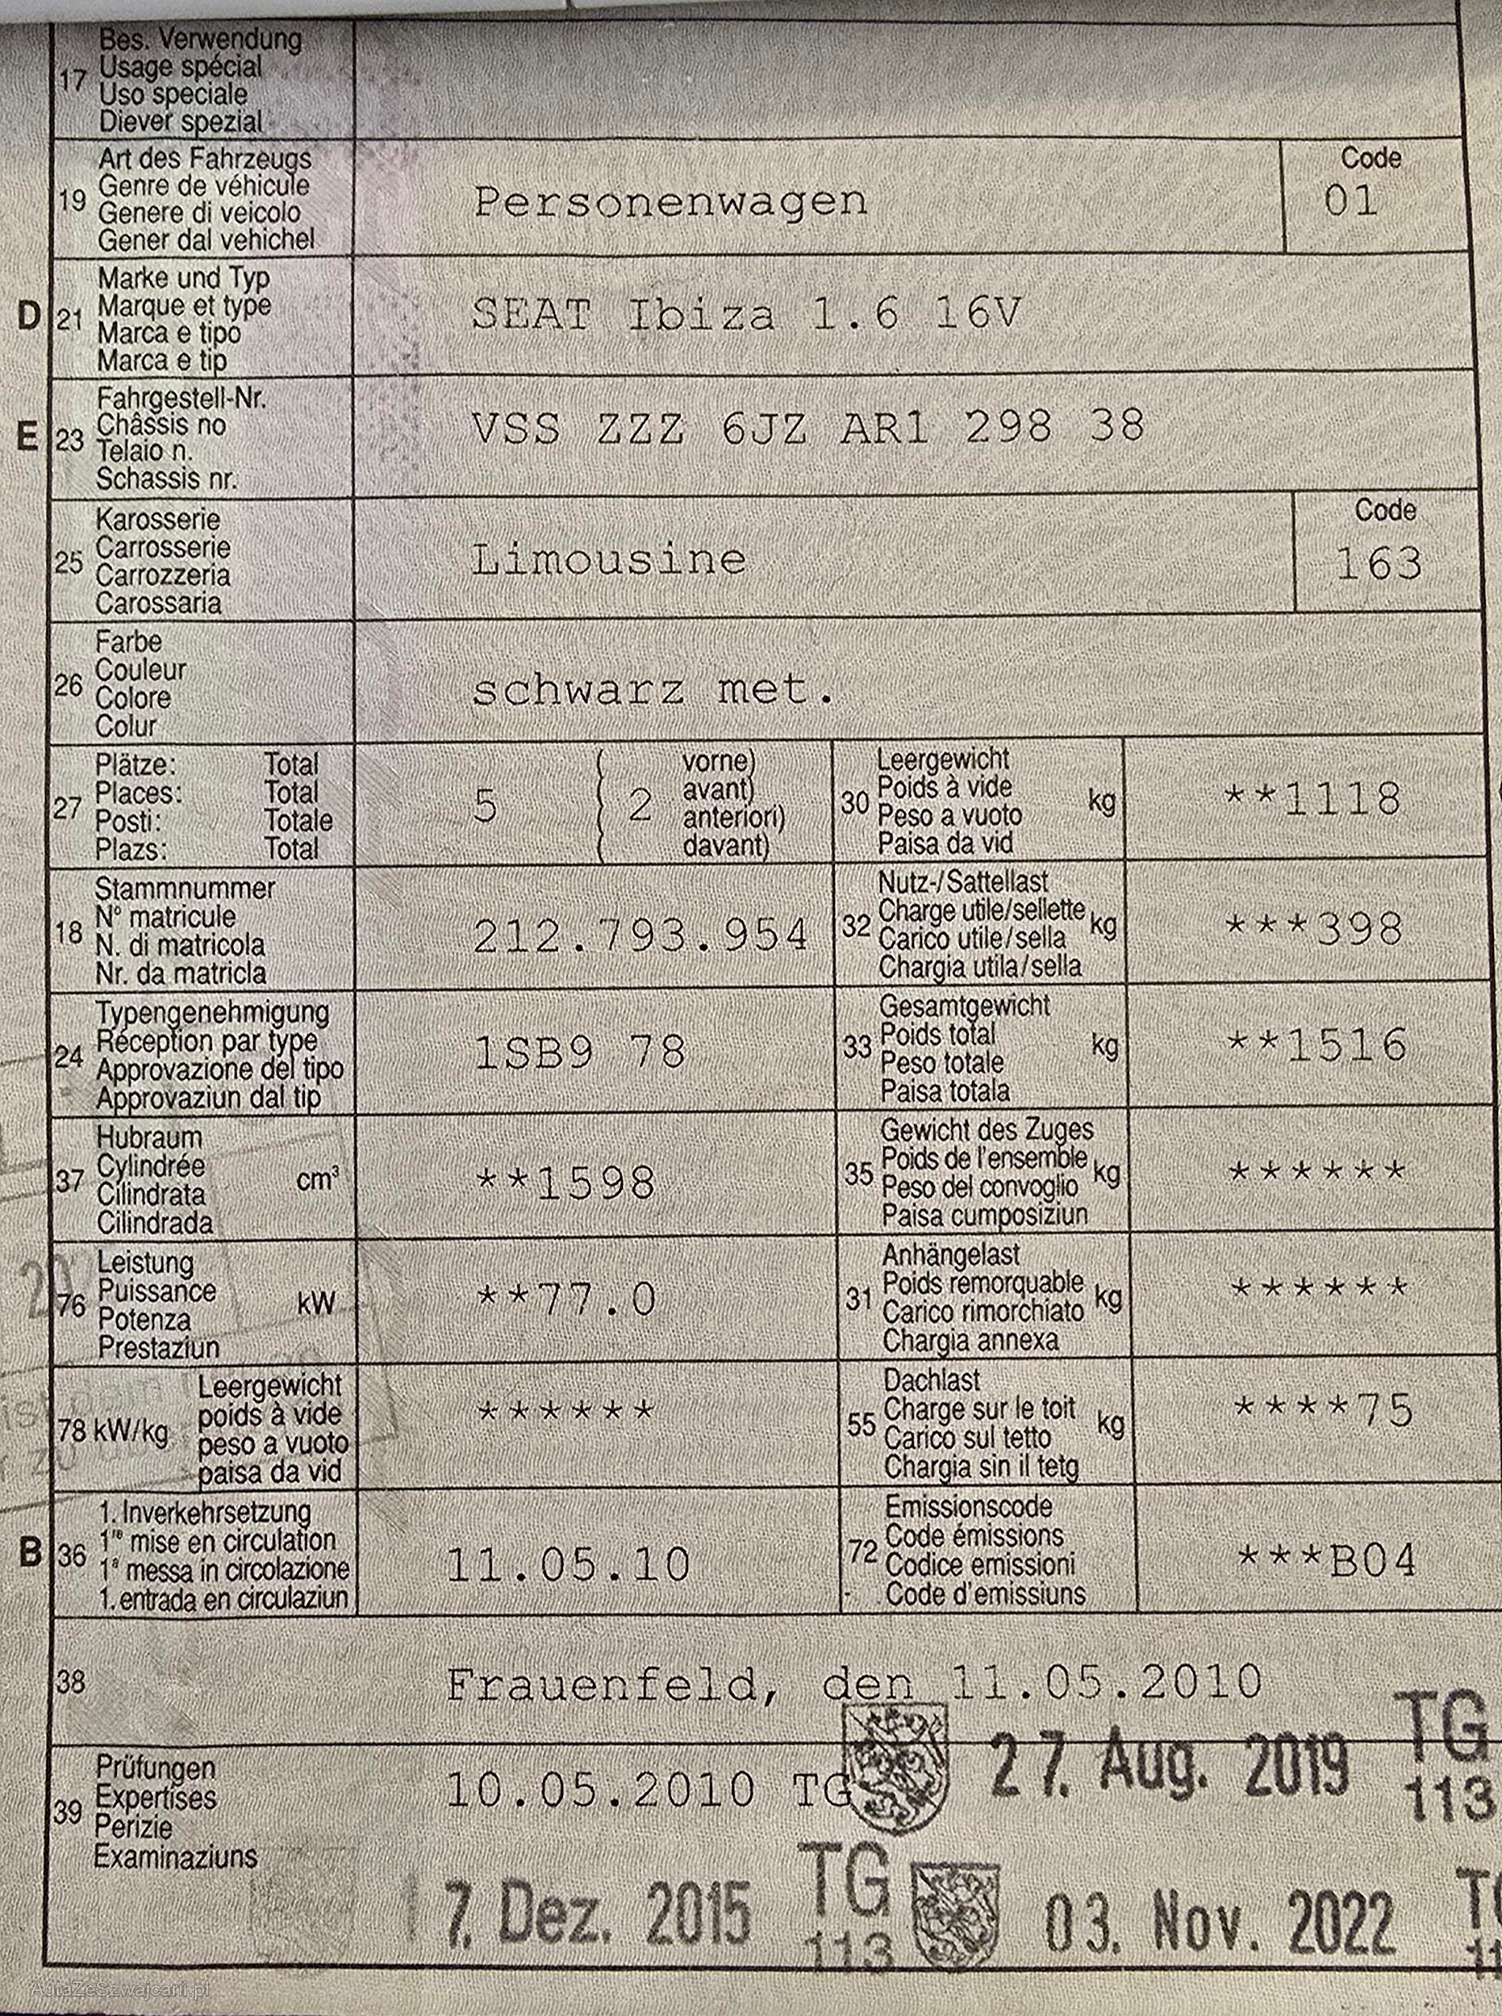 17
Bes. Verwendung
Usage spécial
Uso speciale
Diever spezial
19
Art des Fahrzeugs
Genre de véhicule
Genere di veicolo
Gener dal vehichel
Personenwagen
Code
01
D 21
Marke und Typ
Marque et type
Marca e tipo
Marca e tip
SEAT Ibiza 1.6 16V
E 23
Fahrgestell-Nr.
Châssis no
Telaio n.
Schassis nr.
VSS ZZZ 6JZ AR1 298 38
25
Karosserie
Carrosserie
Carrozzeria
Carossaria
Limousine
Code
163
26
Farbe
Couleur
Colore
Colur
schwarz met.
27
Plätze: Total
Places: Total
Posti: Totale
Plazs: Total
5
( 2
vorne)
avant)
anteriori)
davant)
30
Leergewicht
Poids à vide
Peso a vuoto
Paisa da vid
kg
**1118
18
Stammnummer
N° matricule
N. di matricola
Nr. da matricla
212.793.954
32
Nutz-/Sattellast
Charge utile/sellette
Carico utile/sella
Chargia utila/sella
kg
***398
24
Typengenehmigung
Réception par type
Approvazione del tipo
Approvaziun dal tip
1SB9 78
33
Gesamtgewicht
Poids total
Peso totale
Paisa totala
kg
**1516
37
Hubraum
Cylindrée
Cilindrata
Cilindrada
cm³
**1598
35
Gewicht des Zuges
Poids de l'ensemble
Peso del convoglio
Paisa cumposiziun
kg
******
76
Leistung
Puissance
Potenza
Prestaziun
kW
**77.0
31
Anhängelast
Poids remorquable
Carico rimorchiato
Chargia annexa
kg
******
78 kW/kg
Leergewicht
poids à vide
peso a vuoto
paisa da vid
******
55
Dachlast
Charge sur le toit
Carico sul tetto
Chargia sin il tetg
kg
****75
B 36
1. Inverkehrsetzung
1re mise en circulation
1a messa in circolazione
1. entrada en circulaziun
11.05.10
72
Emissionscode
Code émissions
Codice emissioni
Code d'emissiuns
***B04
38
Frauenfeld, den 11.05.2010
39
Prüfungen
Expertises
Perizie
Examinaziuns
10.05.2010 TG
27. Aug. 2019
TG
113
7. Dez. 2015
TG
113
03. Nov. 2022
AutaZeSzwajcarii.pl